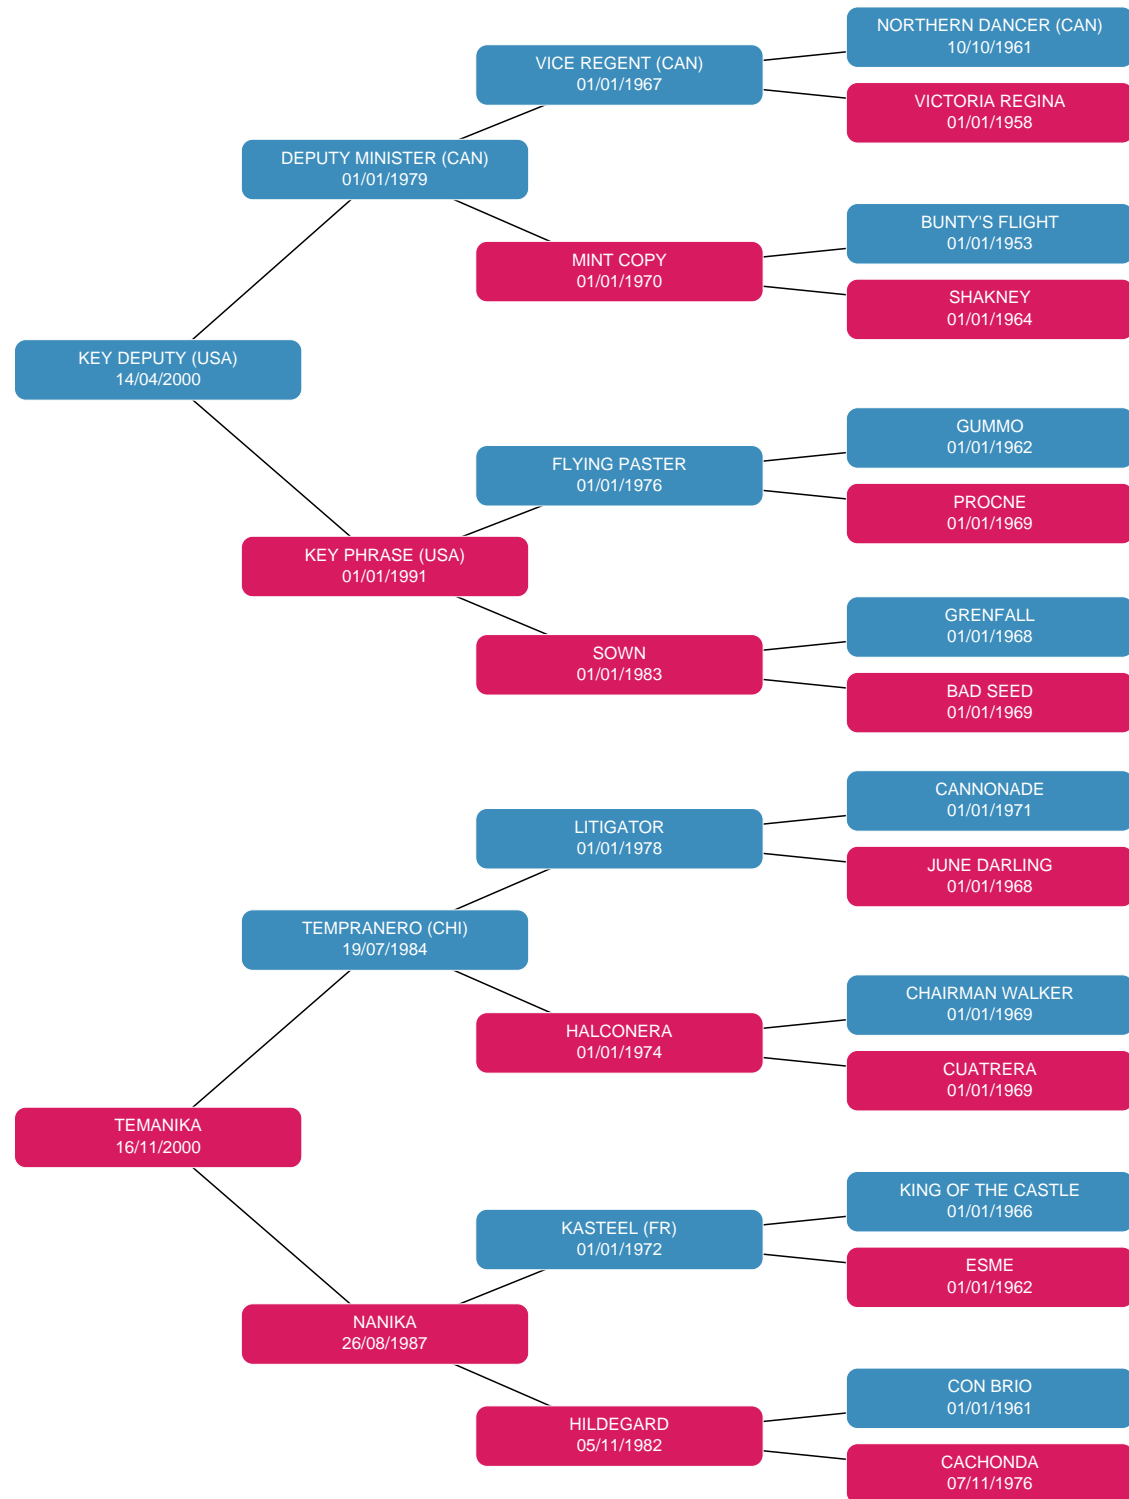 NORTHERN DANCER (CAN)
10/10/1961
VICE REGENT (CAN)
01/01/1967
VICTORIA REGINA
01/01/1958
DEPUTY MINISTER (CAN)
01/01/1979
BUNTY'S FLIGHT
01/01/1953
MINT COPY
01/01/1970
SHAKNEY
01/01/1964
KEY DEPUTY (USA)
14/04/2000
GUMMO
01/01/1962
FLYING PASTER
01/01/1976
PROCNE
01/01/1969
KEY PHRASE (USA)
01/01/1991
GRENFALL
01/01/1968
SOWN
01/01/1983
BAD SEED
01/01/1969
CANNONADE
01/01/1971
LITIGATOR
01/01/1978
JUNE DARLING
01/01/1968
TEMPRANERO (CHI)
19/07/1984
CHAIRMAN WALKER
01/01/1969
HALCONERA
01/01/1974
CUATRERA
01/01/1969
TEMANIKA
16/11/2000
KING OF THE CASTLE
01/01/1966
KASTEEL (FR)
01/01/1972
ESME
01/01/1962
NANIKA
26/08/1987
CON BRIO
01/01/1961
HILDEGARD
05/11/1982
CACHONDA
07/11/1976